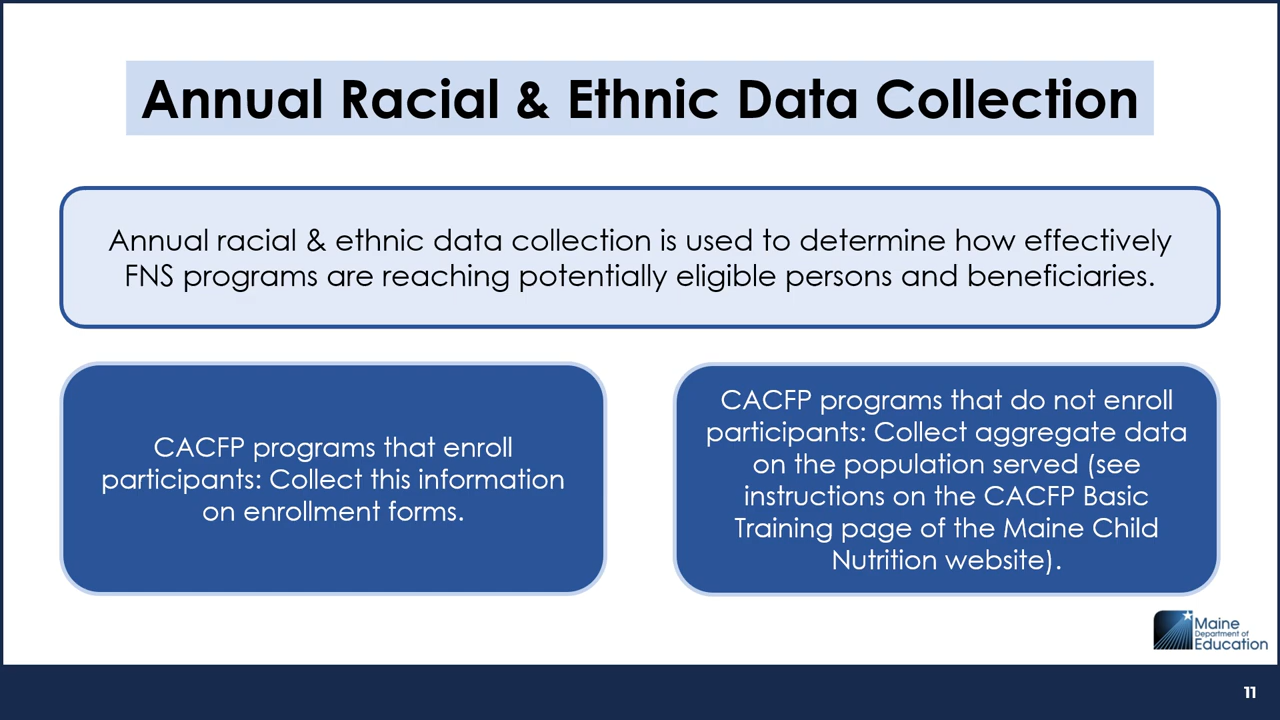 Annual Racial & Ethnic Data Collection
Annual racial & ethnic data collection is used to determine how effectively
FNS programs are reaching potentially eligible persons and beneficiaries.
CACFP programs that enroll
participants: Collect this information
on enrollment forms.
CACFP programs that do not enroll
participants: Collect aggregate data
on the population served (see
instructions on the CACFP Basic
Training page of the Maine Child
Nutrition website).
Maine
Department of
Education
11